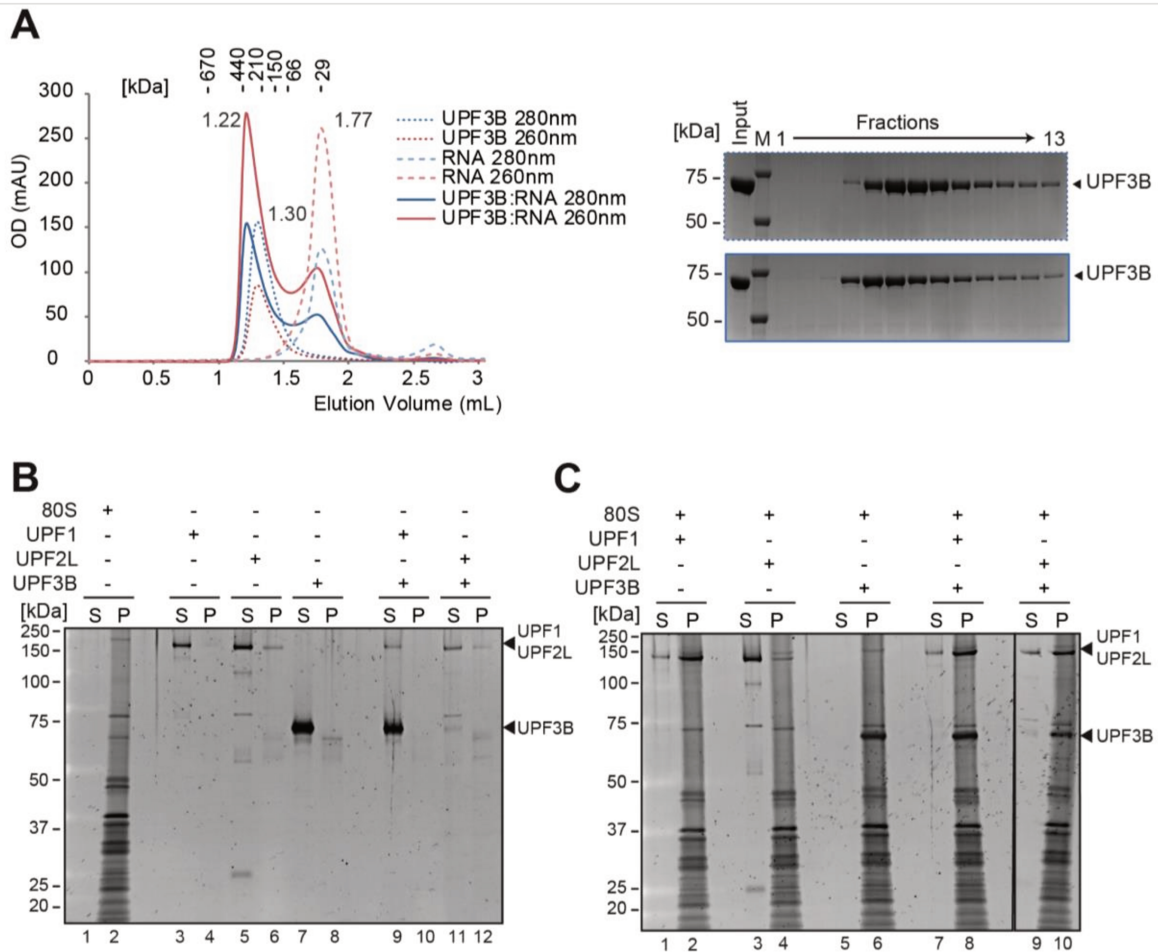 A
[kDa] - 670 - 440 - 210 - 150 - 66 - 29
300
250
200
150
100
50
0
OD (mAU)
1.22
1.30
1.77
UPF3B 280nm
UPF3B 260nm
RNA 280nm
RNA 260nm
UPF3B:RNA 280nm
UPF3B:RNA 260nm
0 0.5 1 1.5 2 2.5 3
Elution Volume (mL)
Fractions
[kDa] Input M 1 13
75 UPF3B
50
75 UPF3B
50
B
80S + - - - - -
UPF1 - + - - + -
UPF2L - - + - - +
UPF3B - - - + + +
[kDa] S P S P S P S P S P S P
250 UPF1
150 UPF2L
100
75 UPF3B
50
37
25
20
1 2 3 4 5 6 7 8 9 10 11 12
C
80S + + + + +
UPF1 + - - + -
UPF2L - + - - +
UPF3B - - + + +
[kDa] S P S P S P S P S P
250 UPF1
150 UPF2L
100
75 UPF3B
50
37
25
20
1 2 3 4 5 6 7 8 9 10